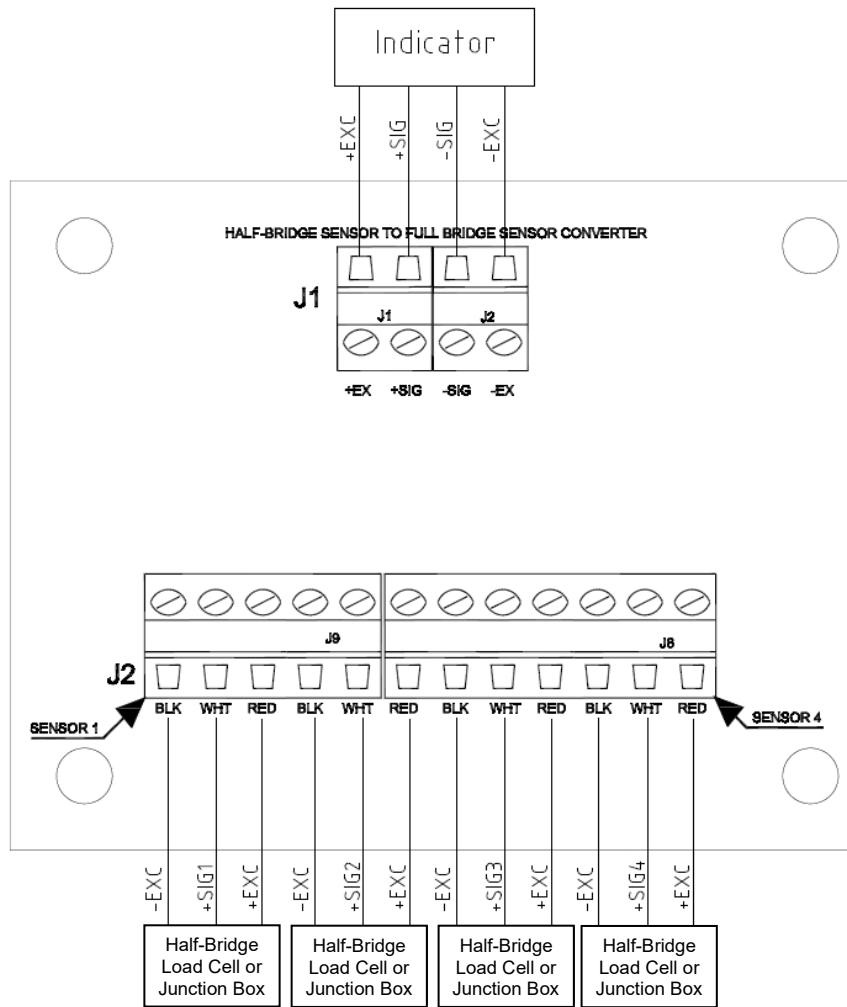 Indicator
+EXC
+SIG
-SIG
-EXC
HALF-BRIDGE SENSOR TO FULL BRIDGE SENSOR CONVERTER
J1
J1 J2
+EX +SIG -SIG -EX
J9 J8
J2
BLK WHT RED BLK WHT RED BLK WHT RED BLK WHT RED
SENSOR 1
SENSOR 4
-EXC
+SIG1
+EXC
-EXC
+SIG2
+EXC
-EXC
+SIG3
+EXC
-EXC
+SIG4
+EXC
Half-Bridge
Load Cell or
Junction Box
Half-Bridge
Load Cell or
Junction Box
Half-Bridge
Load Cell or
Junction Box
Half-Bridge
Load Cell or
Junction Box